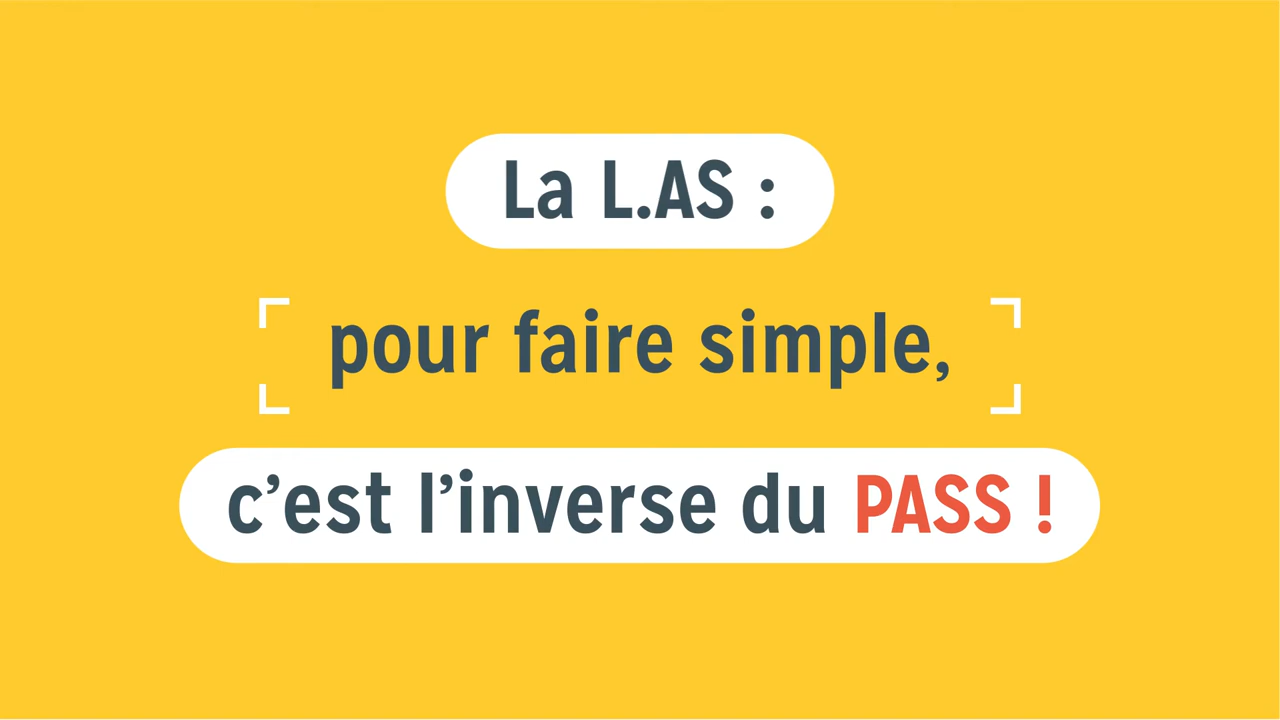 La L.AS :
pour faire simple,
c’est l’inverse du PASS !